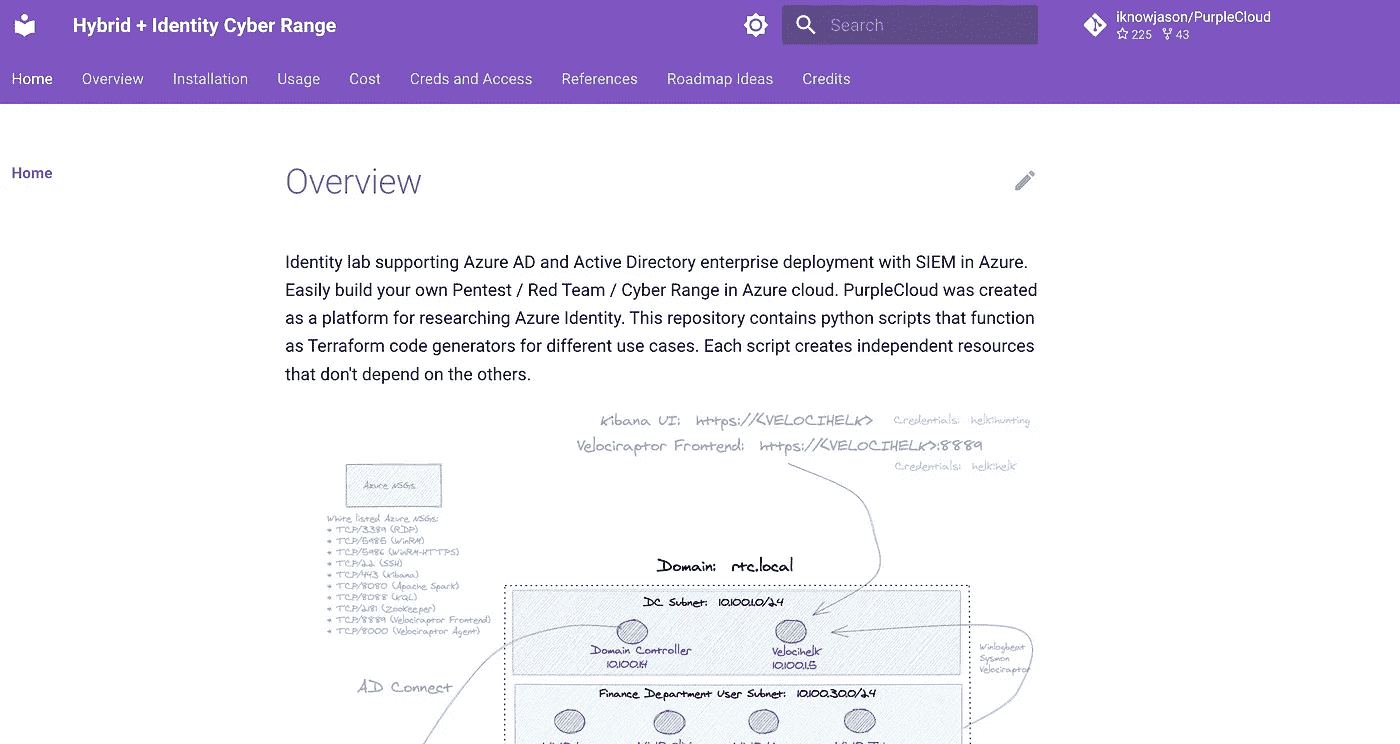 Hybrid + Identity Cyber Range
Search
iknowjason/PurpleCloud
225 43
Home Overview Installation Usage Cost Creds and Access References Roadmap Ideas Credits
Home
Overview
Identity lab supporting Azure AD and Active Directory enterprise deployment with SIEM in Azure.
Easily build your own Pentest / Red Team / Cyber Range in Azure cloud. PurpleCloud was created
as a platform for researching Azure Identity. This repository contains python scripts that function
as Terraform code generators for different use cases. Each script creates independent resources
that don't depend on the others.
Kibana UI: https://<VELOCIHELK> Credentials: helk:hunting
Velociraptor Frontend: https://<VELOCIHELK>:8889
Credentials: helk:helk
Azure NSGs
White listed Azure NSGs:
* TCP/3389 (RDP)
* TCP/5985 (WinRM)
* TCP/5986 (WinRM-HTTPS)
* TCP/22 (SSH)
* TCP/443 (Kibana)
* TCP/8080 (Apache Spark)
* TCP/8088 (KQL)
* TCP/2181 (Zookeeper)
* TCP/8889 (Velociraptor Frontend)
* TCP/8000 (Velociraptor Agent)
Domain: rtc.local
DC Subnet: 10.100.1.0/24
Domain Controller
10.100.1.4
Velocihelk
10.100.1.5
Winlogbeat
Sysmon
Velociraptor
AD Connect
Finance Department User Subnet: 10.100.30.0/24